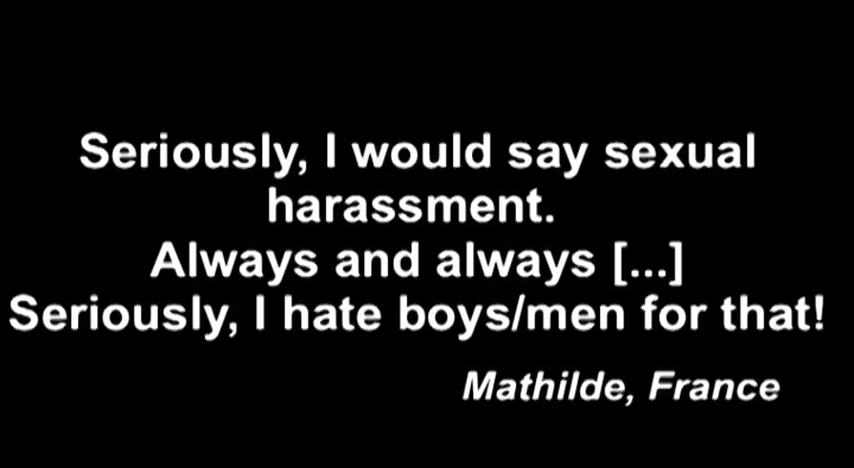 Seriously, I would say sexual
harassment.
Always and always [...]
Seriously, I hate boys/men for that!
Mathilde, France